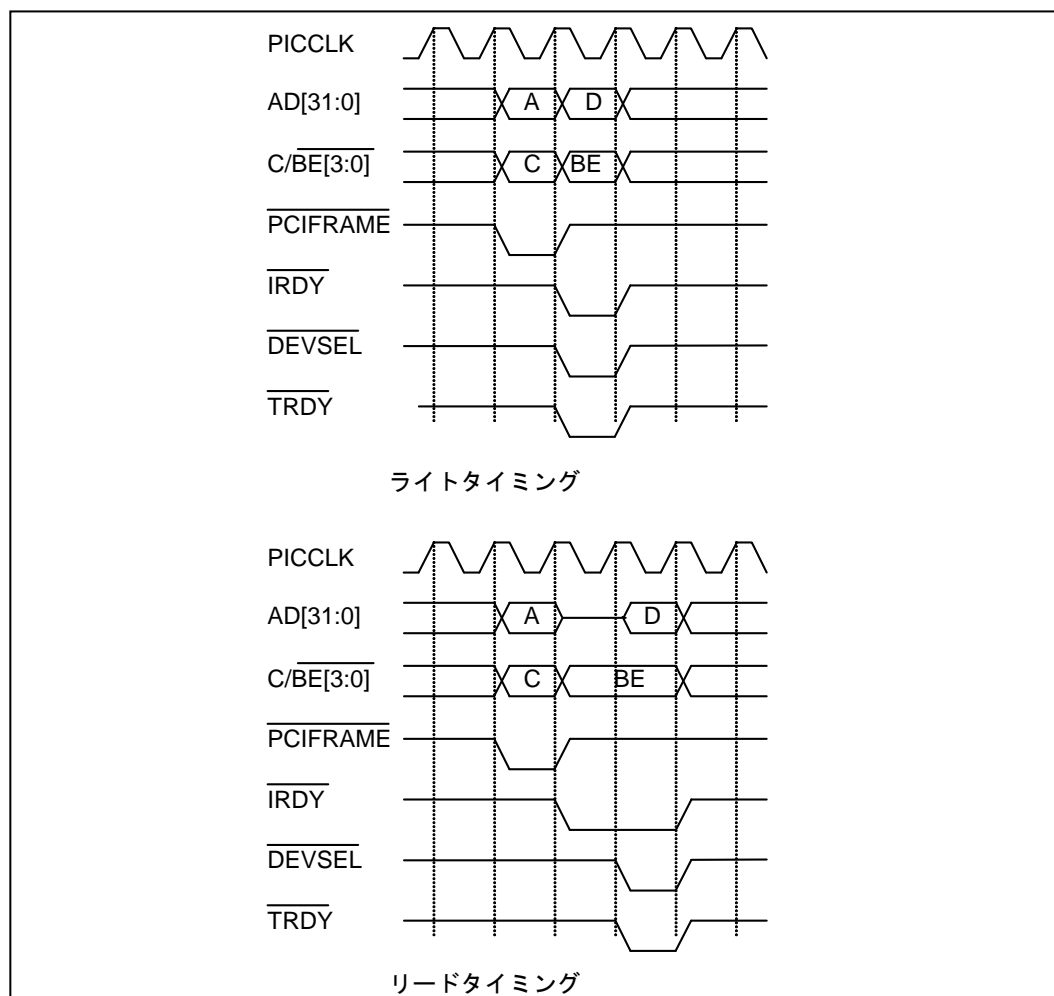 PICCLK
AD[31:0] A D
C/BE[3:0] C BE
PCIFRAME
IRDY
DEVSEL
TRDY
ライトタイミング
PICCLK
AD[31:0] A D
C/BE[3:0] C BE
PCIFRAME
IRDY
DEVSEL
TRDY
リードタイミング